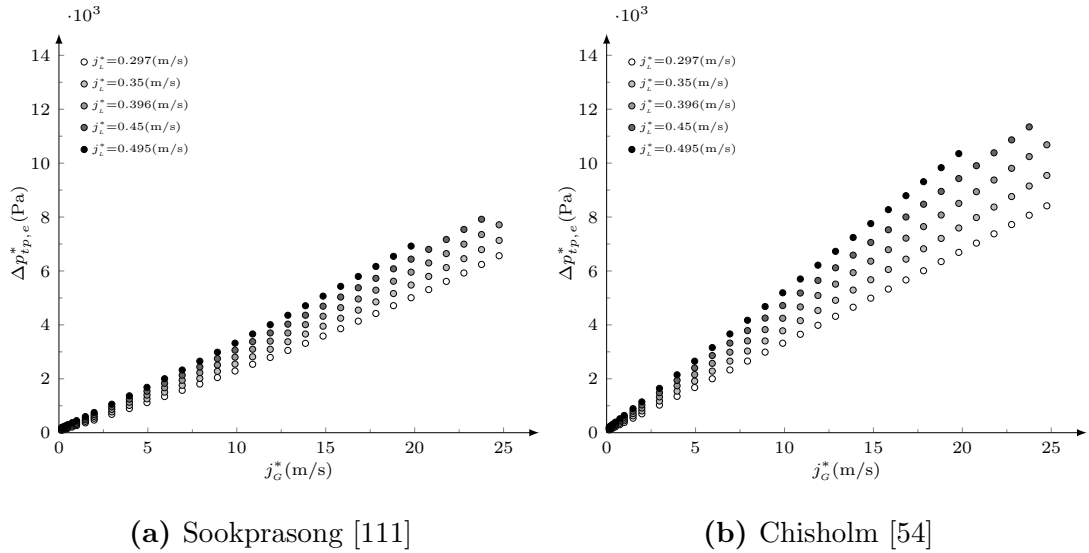 ·10³
14
12
10
8
6
4
2
0
Δp*tp,e(Pa)
j*L=0.297(m/s)
j*L=0.35(m/s)
j*L=0.396(m/s)
j*L=0.45(m/s)
j*L=0.495(m/s)
0 5 10 15 20 25
j*G(m/s)
(a) Sookprasong [111]
·10³
14
12
10
8
6
4
2
0
Δp*tp,e(Pa)
j*L=0.297(m/s)
j*L=0.35(m/s)
j*L=0.396(m/s)
j*L=0.45(m/s)
j*L=0.495(m/s)
0 5 10 15 20 25
j*G(m/s)
(b) Chisholm [54]